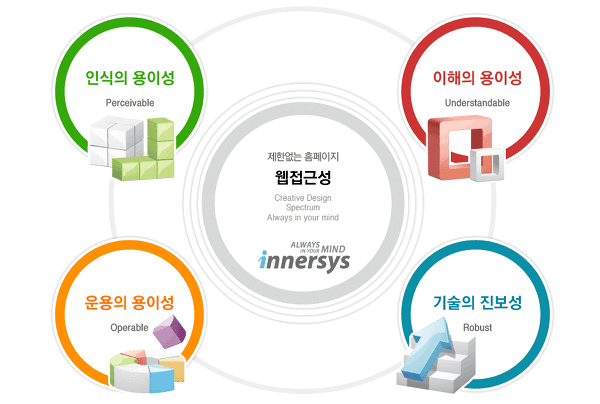 인식의 용이성
Perceivable
이해의 용이성
Understandable
제한없는 홈페이지
웹접근성
Creative Design
Spectrum
Always in your mind
ALWAYS
IN YOUR MIND
innersys
운용의 용이성
Operable
기술의 진보성
Robust